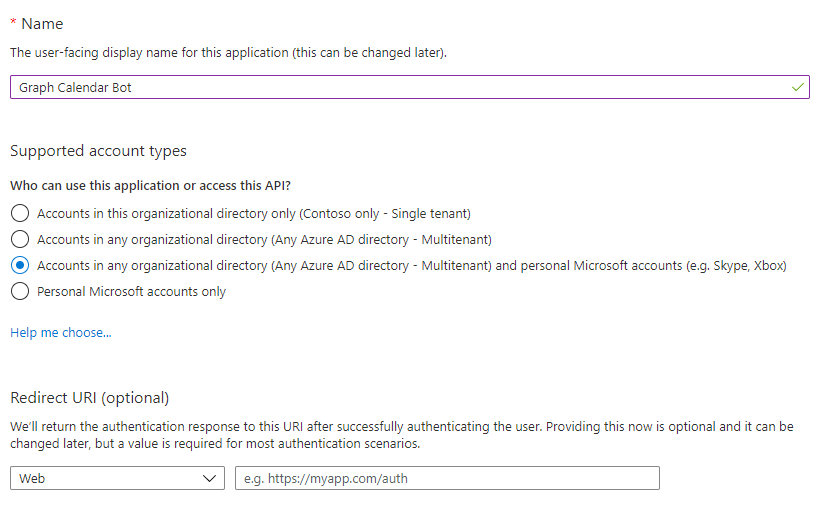 * Name
The user-facing display name for this application (this can be changed later).
Graph Calendar Bot
Supported account types
Who can use this application or access this API?
Accounts in this organizational directory only (Contoso only - Single tenant)
Accounts in any organizational directory (Any Azure AD directory - Multitenant)
Accounts in any organizational directory (Any Azure AD directory - Multitenant) and personal Microsoft accounts (e.g. Skype, Xbox)
Personal Microsoft accounts only
Help me choose...
Redirect URI (optional)
We'll return the authentication response to this URI after successfully authenticating the user. Providing this now is optional and it can be
changed later, but a value is required for most authentication scenarios.
Web e.g. https://myapp.com/auth